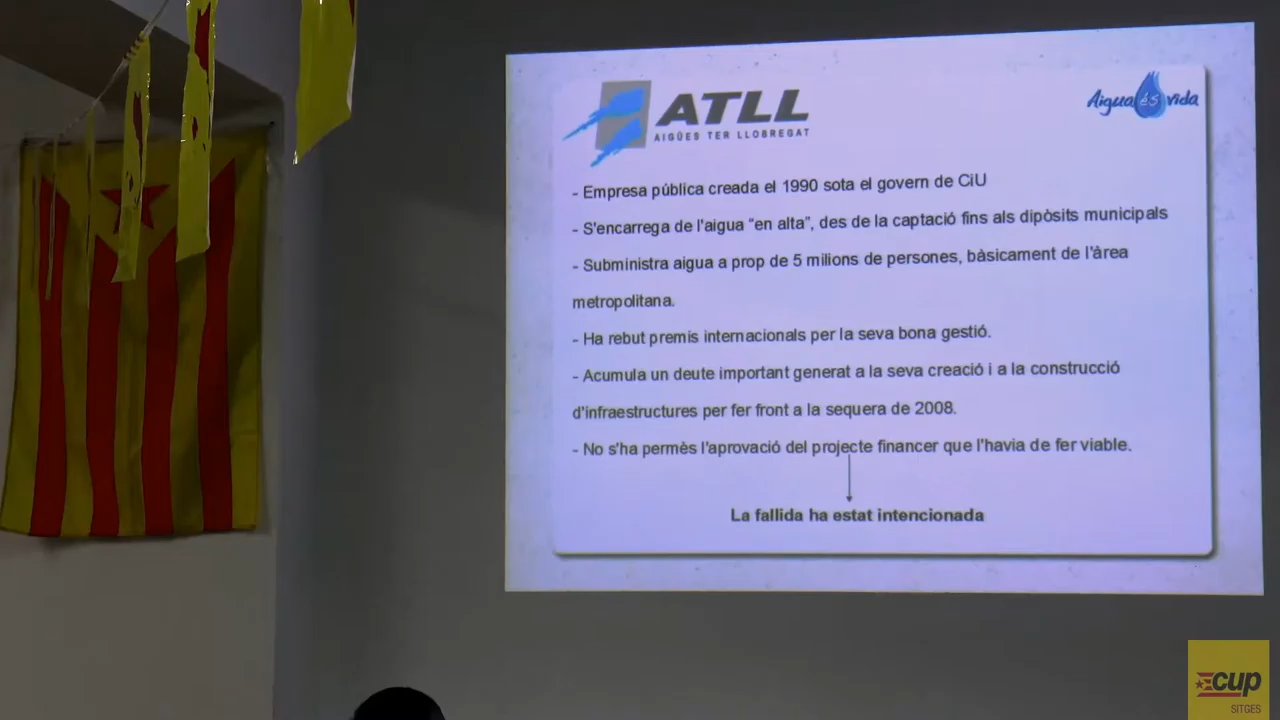 ATLL
AIGÜES TER LLOBREGAT
Aigua és vida
- Empresa pública creada el 1990 sota el govern de CiU
- S'encarrega de l'aigua "en alta", des de la captació fins als dipòsits municipals
- Subministra aigua a prop de 5 milions de persones, bàsicament de l'àrea
metropolitana.
- Ha rebut premis internacionals per la seva bona gestió.
- Acumula un deute important generat a la seva creació i a la construcció
d'infraestructures per fer front a la sequera de 2008.
- No s'ha permès l'aprovació del projecte financer que l'havia de fer viable.
La fallida ha estat intencionada
cup
SITGES